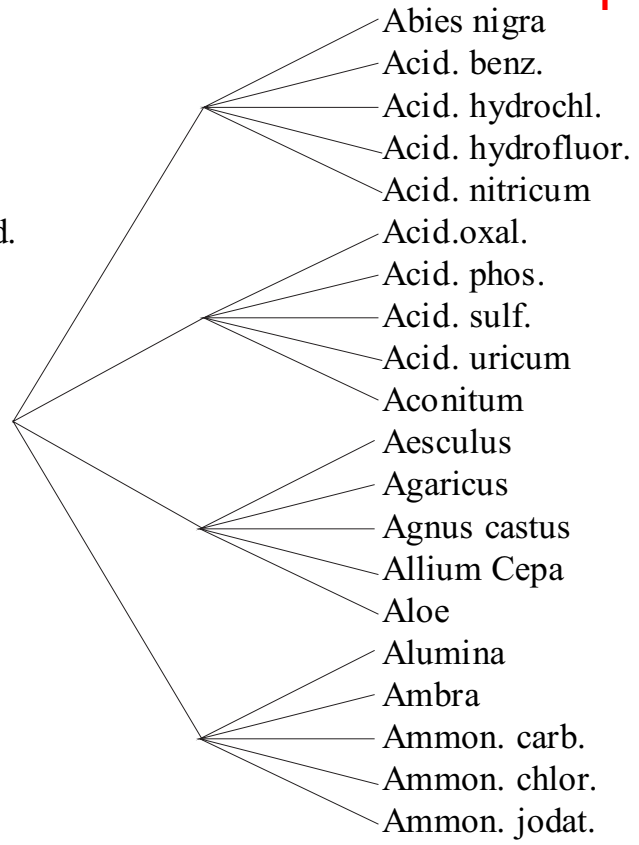 Abies nigra
Acid. benz.
Acid. hydrochl.
Acid. hydrofluor.
Acid. nitricum
d.
Acid.oxal.
Acid. phos.
Acid. sulf.
Acid. uricum
Aconitum
Aesculus
Agaricus
Agnus castus
Allium Cepa
Aloe
Alumina
Ambra
Ammon. carb.
Ammon. chlor.
Ammon. jodat.